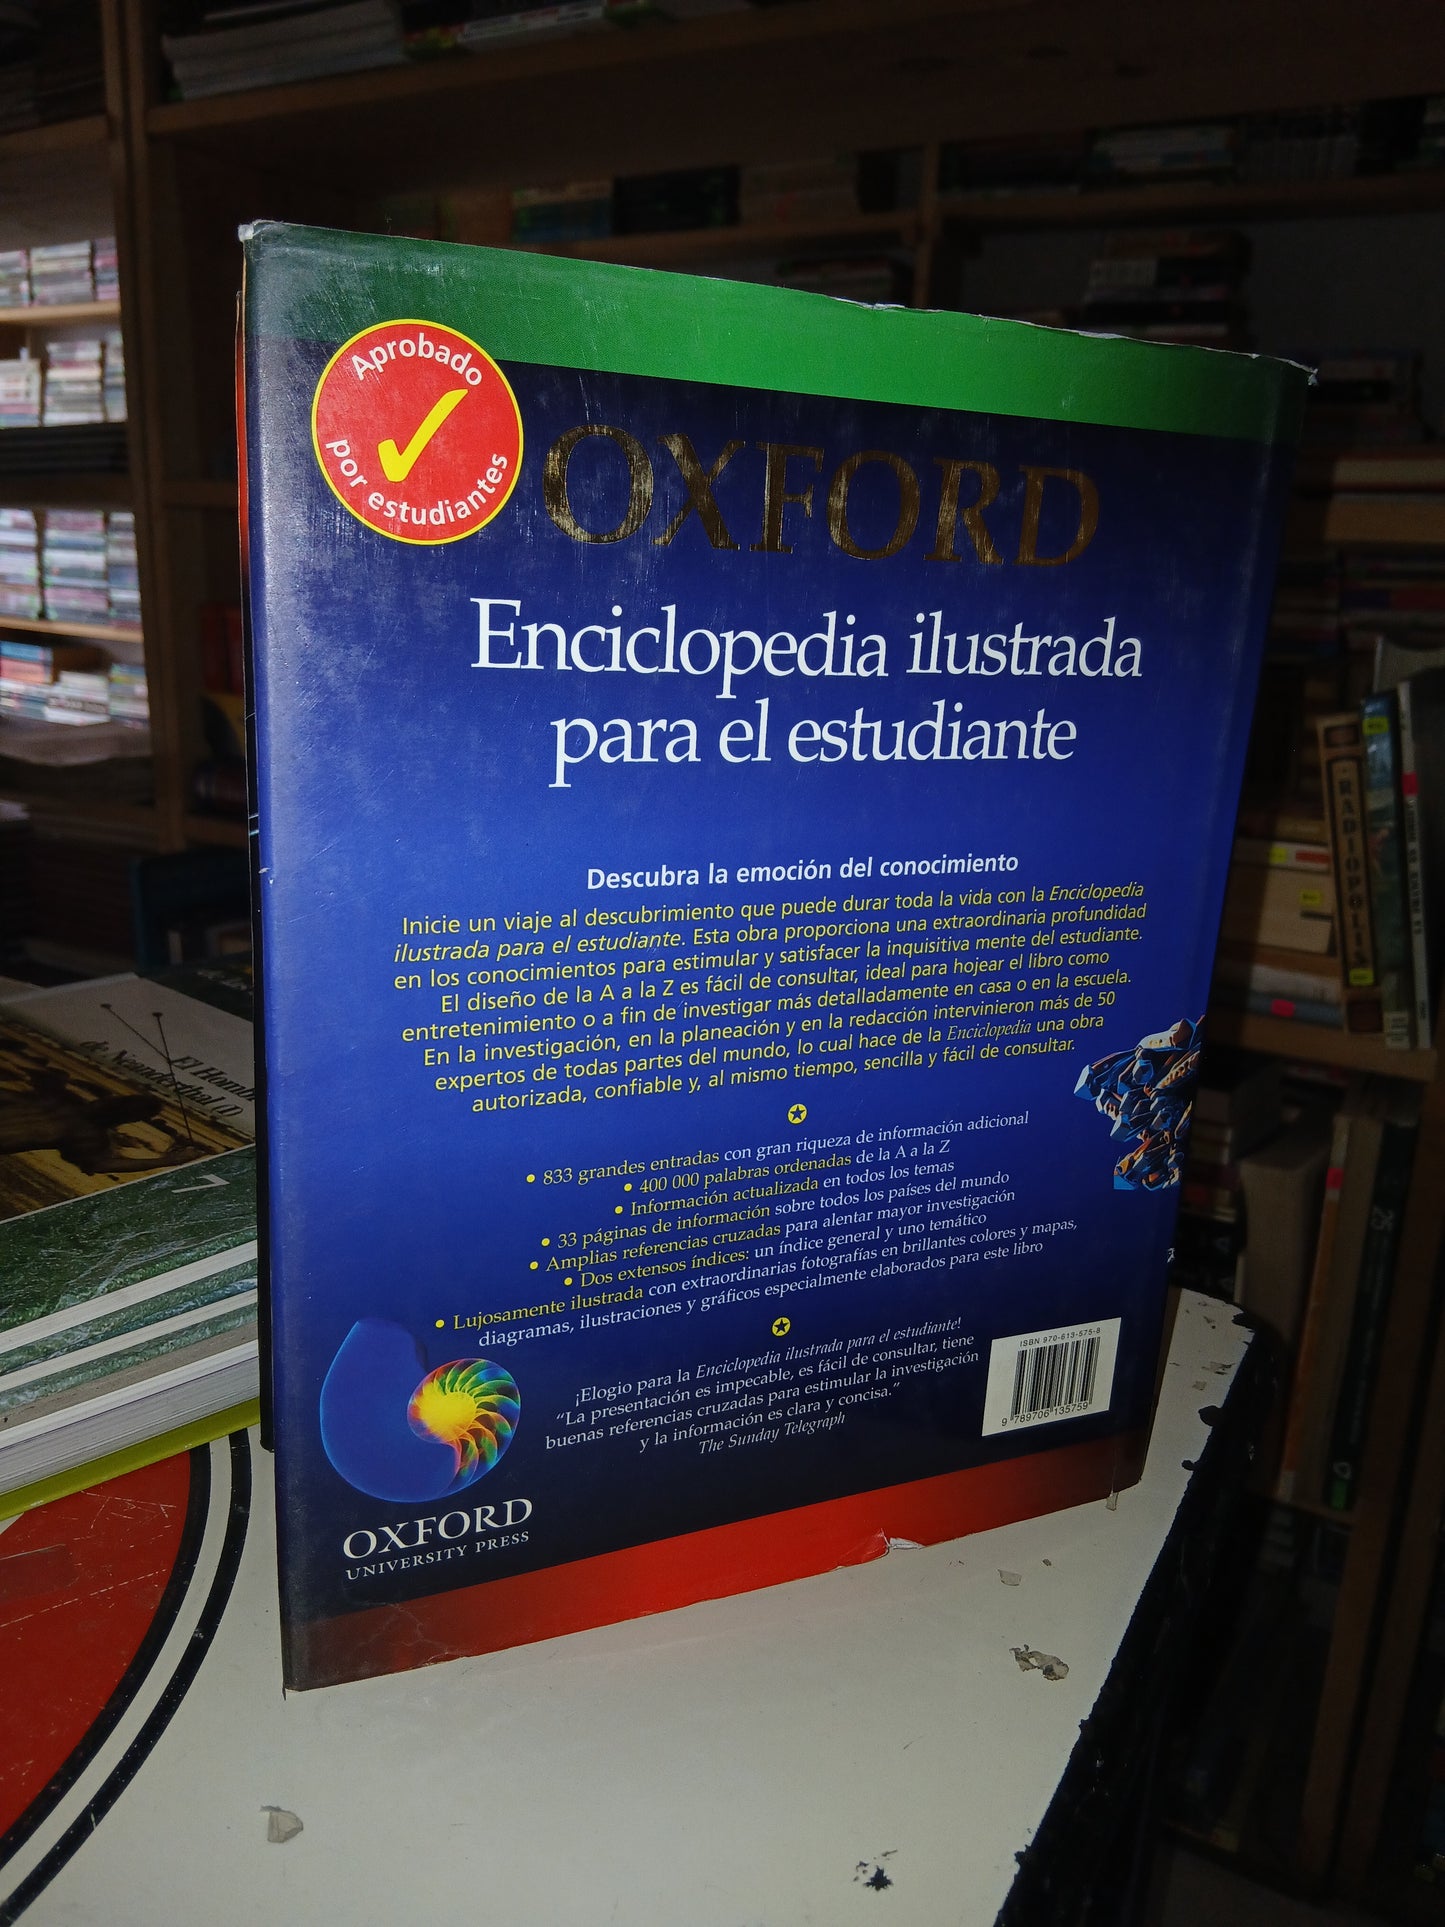 Aprobado
por estudiantes
OXFORD
Enciclopedia ilustrada
para el estudiante
Descubra la emoción del conocimiento
Inicie un viaje al descubrimiento que puede durar toda la vida con la Enciclopedia
ilustrada para el estudiante. Esta obra proporciona una extraordinaria profundidad
en los conocimientos para estimular y satisfacer la inquisitiva mente del estudiante.
El diseño de la A a la Z es fácil de consultar, ideal para hojear el libro como
entretenimiento o a fin de investigar más detalladamente en casa o en la escuela.
En la investigación, en la planeación y en la redacción intervinieron más de 50
expertos de todas partes del mundo, lo cual hace de la Enciclopedia una obra
autorizada, confiable y, al mismo tiempo, sencilla y fácil de consultar.
• 833 grandes entradas con gran riqueza de información adicional
• 400 000 palabras ordenadas de la A a la Z
• Información actualizada en todos los temas
• 33 páginas de información sobre todos los países del mundo
• Amplias referencias cruzadas para alentar mayor investigación
• Dos extensos índices: un índice general y uno temático
• Lujosamente ilustrada con extraordinarias fotografías en brillantes colores y mapas,
diagramas, ilustraciones y gráficos especialmente elaborados para este libro
¡Elogio para la Enciclopedia ilustrada para el estudiante!
"La presentación es impecable, es fácil de consultar, tiene
buenas referencias cruzadas para estimular la investigación
y la información es clara y concisa."
The Sunday Telegraph
ISBN 970-613-575-8
9 789706 135759
OXFORD
UNIVERSITY PRESS
El Homb
de Neanderthal (I)
7
RADIOPOLIS
25